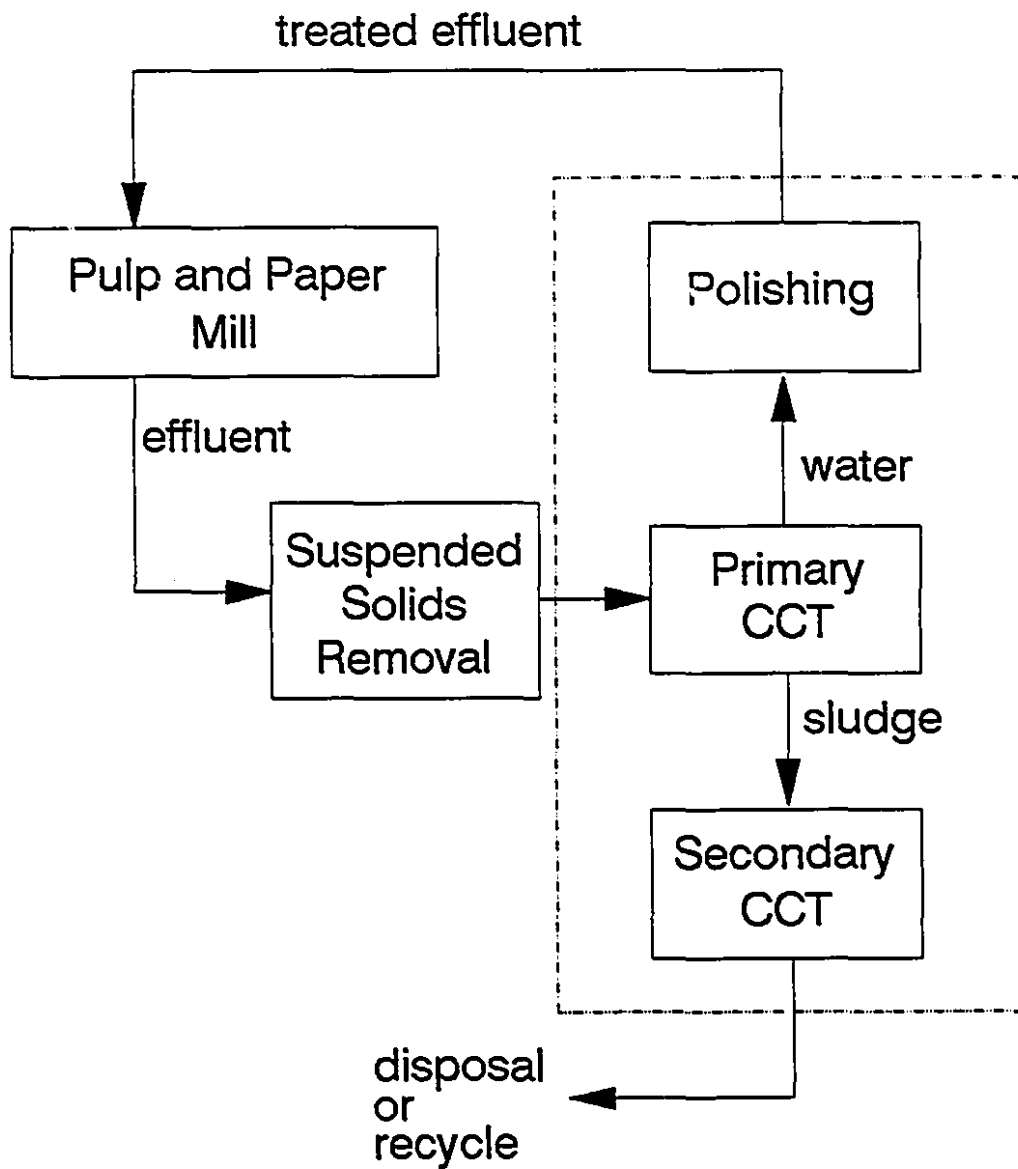 treated effluent
Pulp and Paper
Mill
Polishing
effluent
water
Suspended
Solids
Removal
Primary
CCT
sludge
Secondary
CCT
disposal
or
recycle